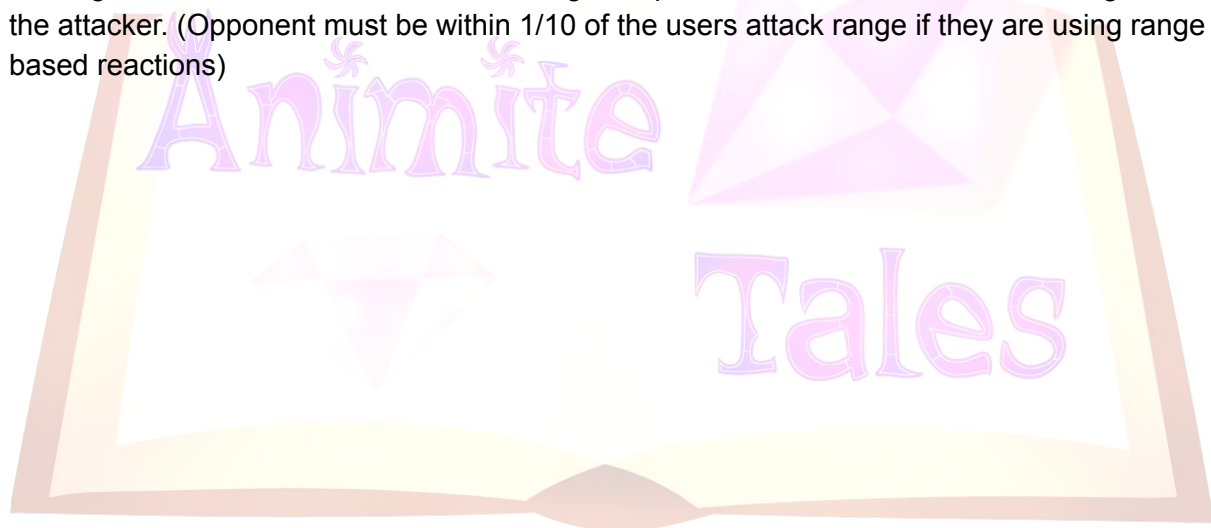 the attacker. (Opponent must be within 1/10 of the users attack range if they are using range
based reactions)
Animite
Tales